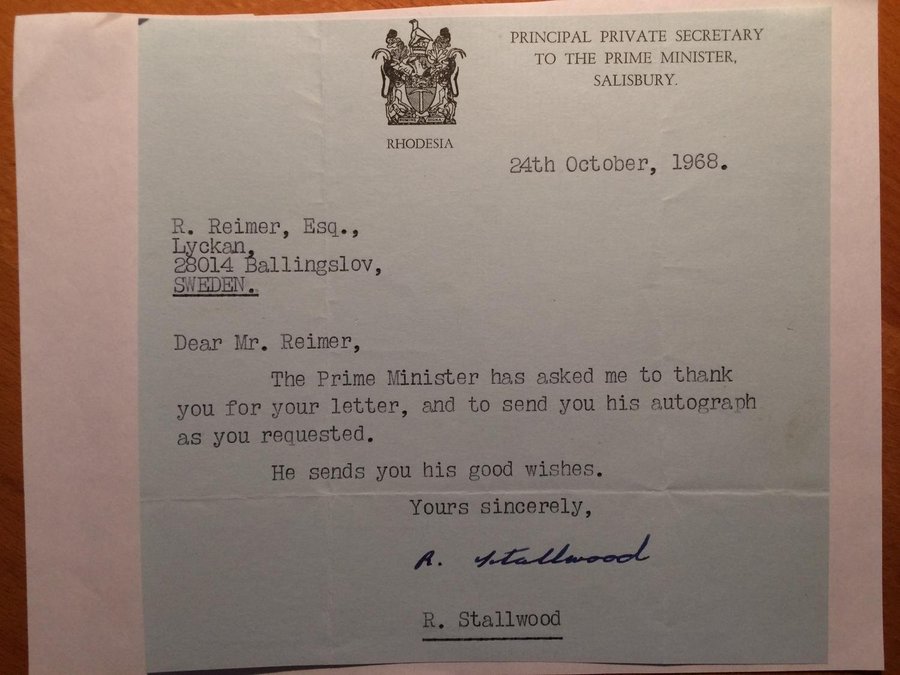 PRINCIPAL PRIVATE SECRETARY
TO THE PRIME MINISTER,
SALISBURY.
RHODESIA
24th October, 1968.
R. Reimer, Esq.,
Lyckan,
28014 Ballingslov,
SWEDEN.
Dear Mr. Reimer,
The Prime Minister has asked me to thank
you for your letter, and to send you his autograph
as you requested.
He sends you his good wishes.
Yours sincerely,
R. Stallwood
R. Stallwood